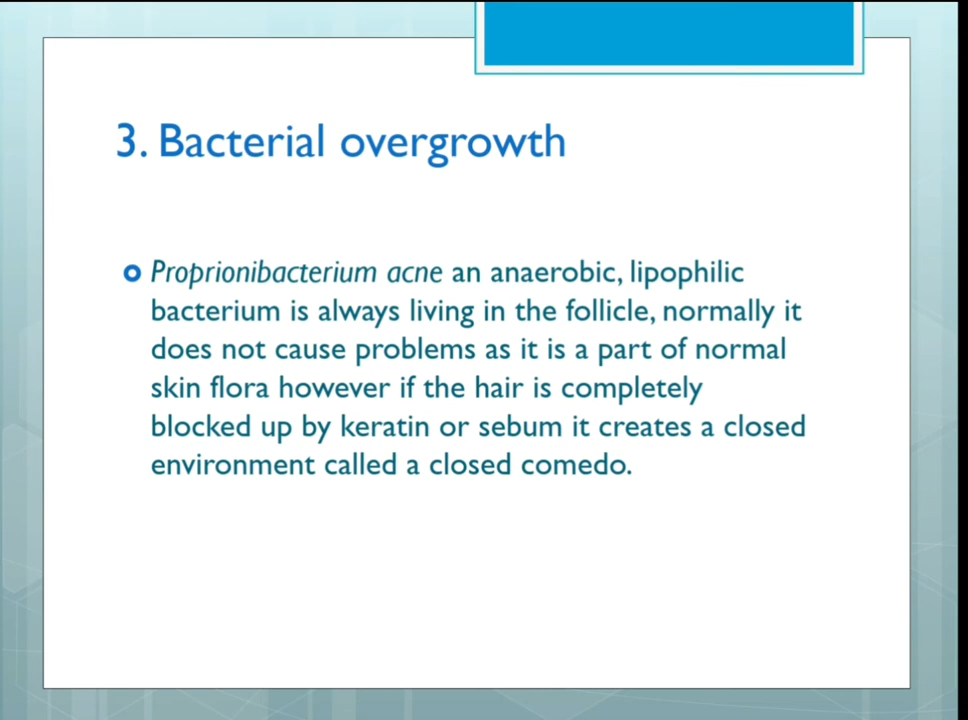 3. Bacterial overgrowth
Proprionibacterium acne an anaerobic, lipophilic
bacterium is always living in the follicle, normally it
does not cause problems as it is a part of normal
skin flora however if the hair is completely
blocked up by keratin or sebum it creates a closed
environment called a closed comedo.